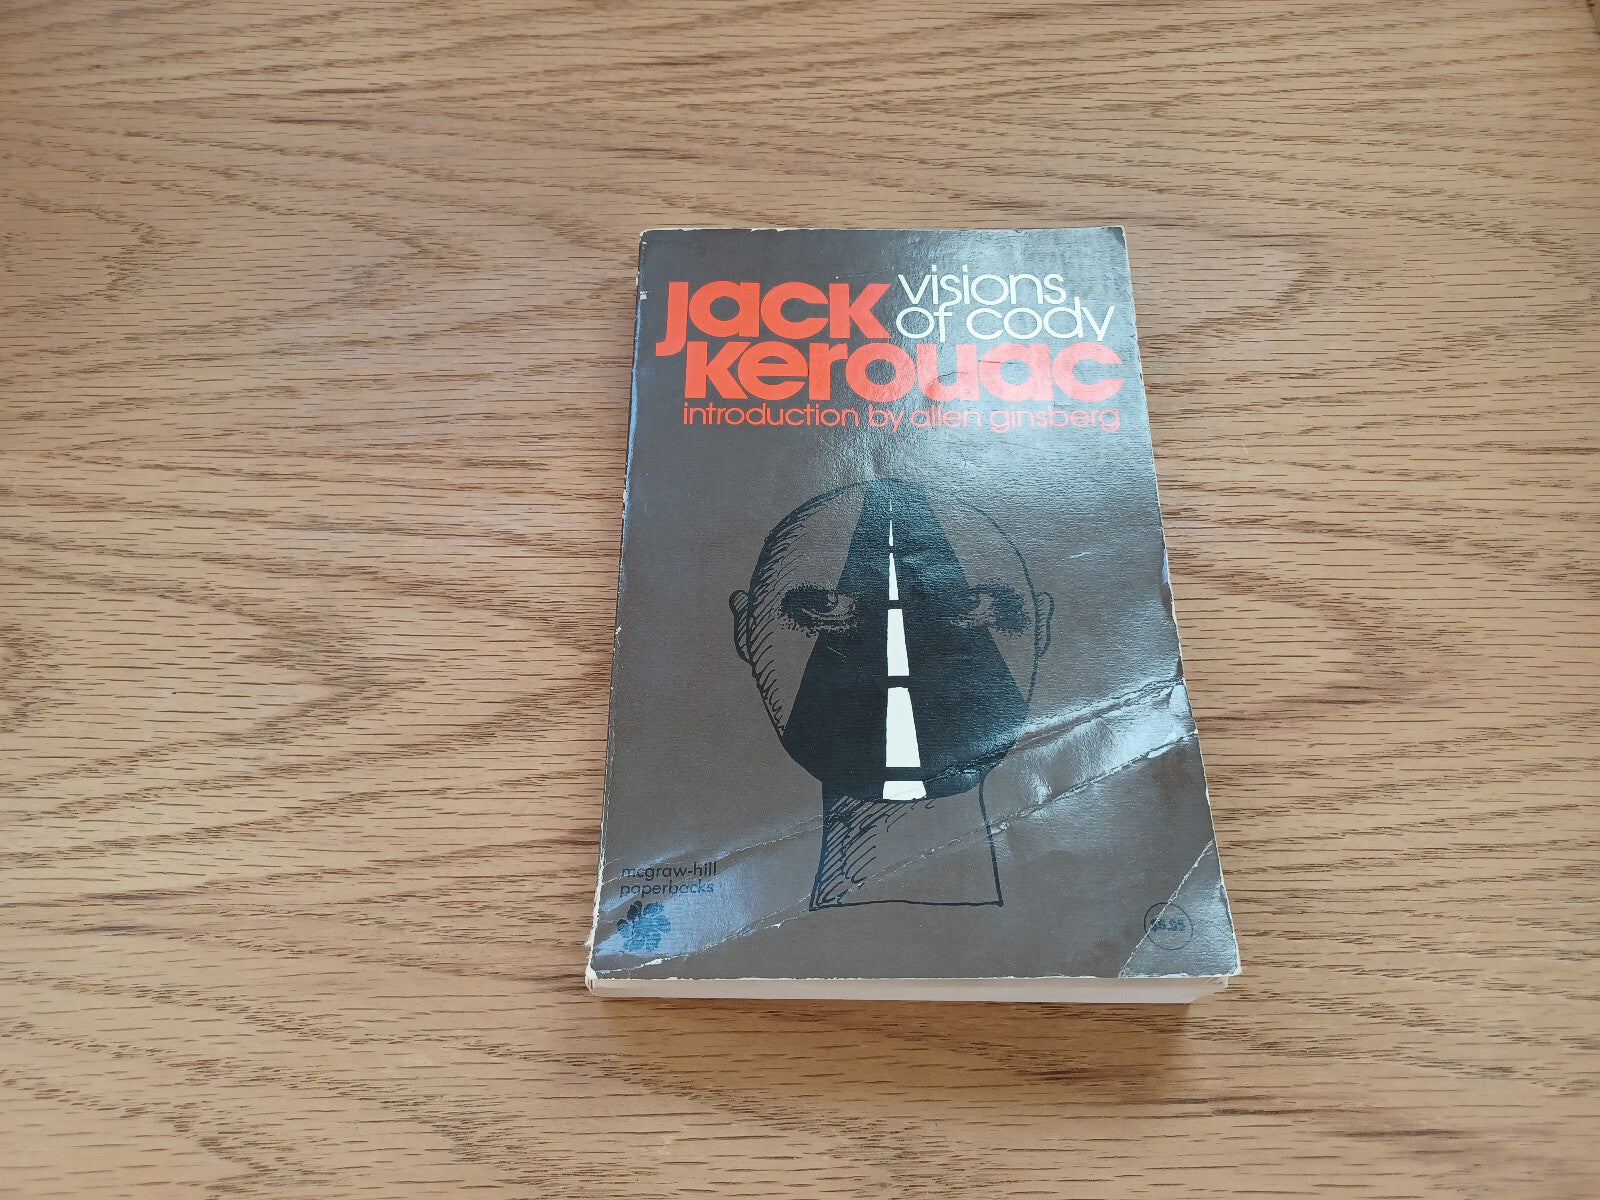 jack
visions
of cody
kerouac
introduction by allen ginsberg
mcgraw-hill
paperbacks